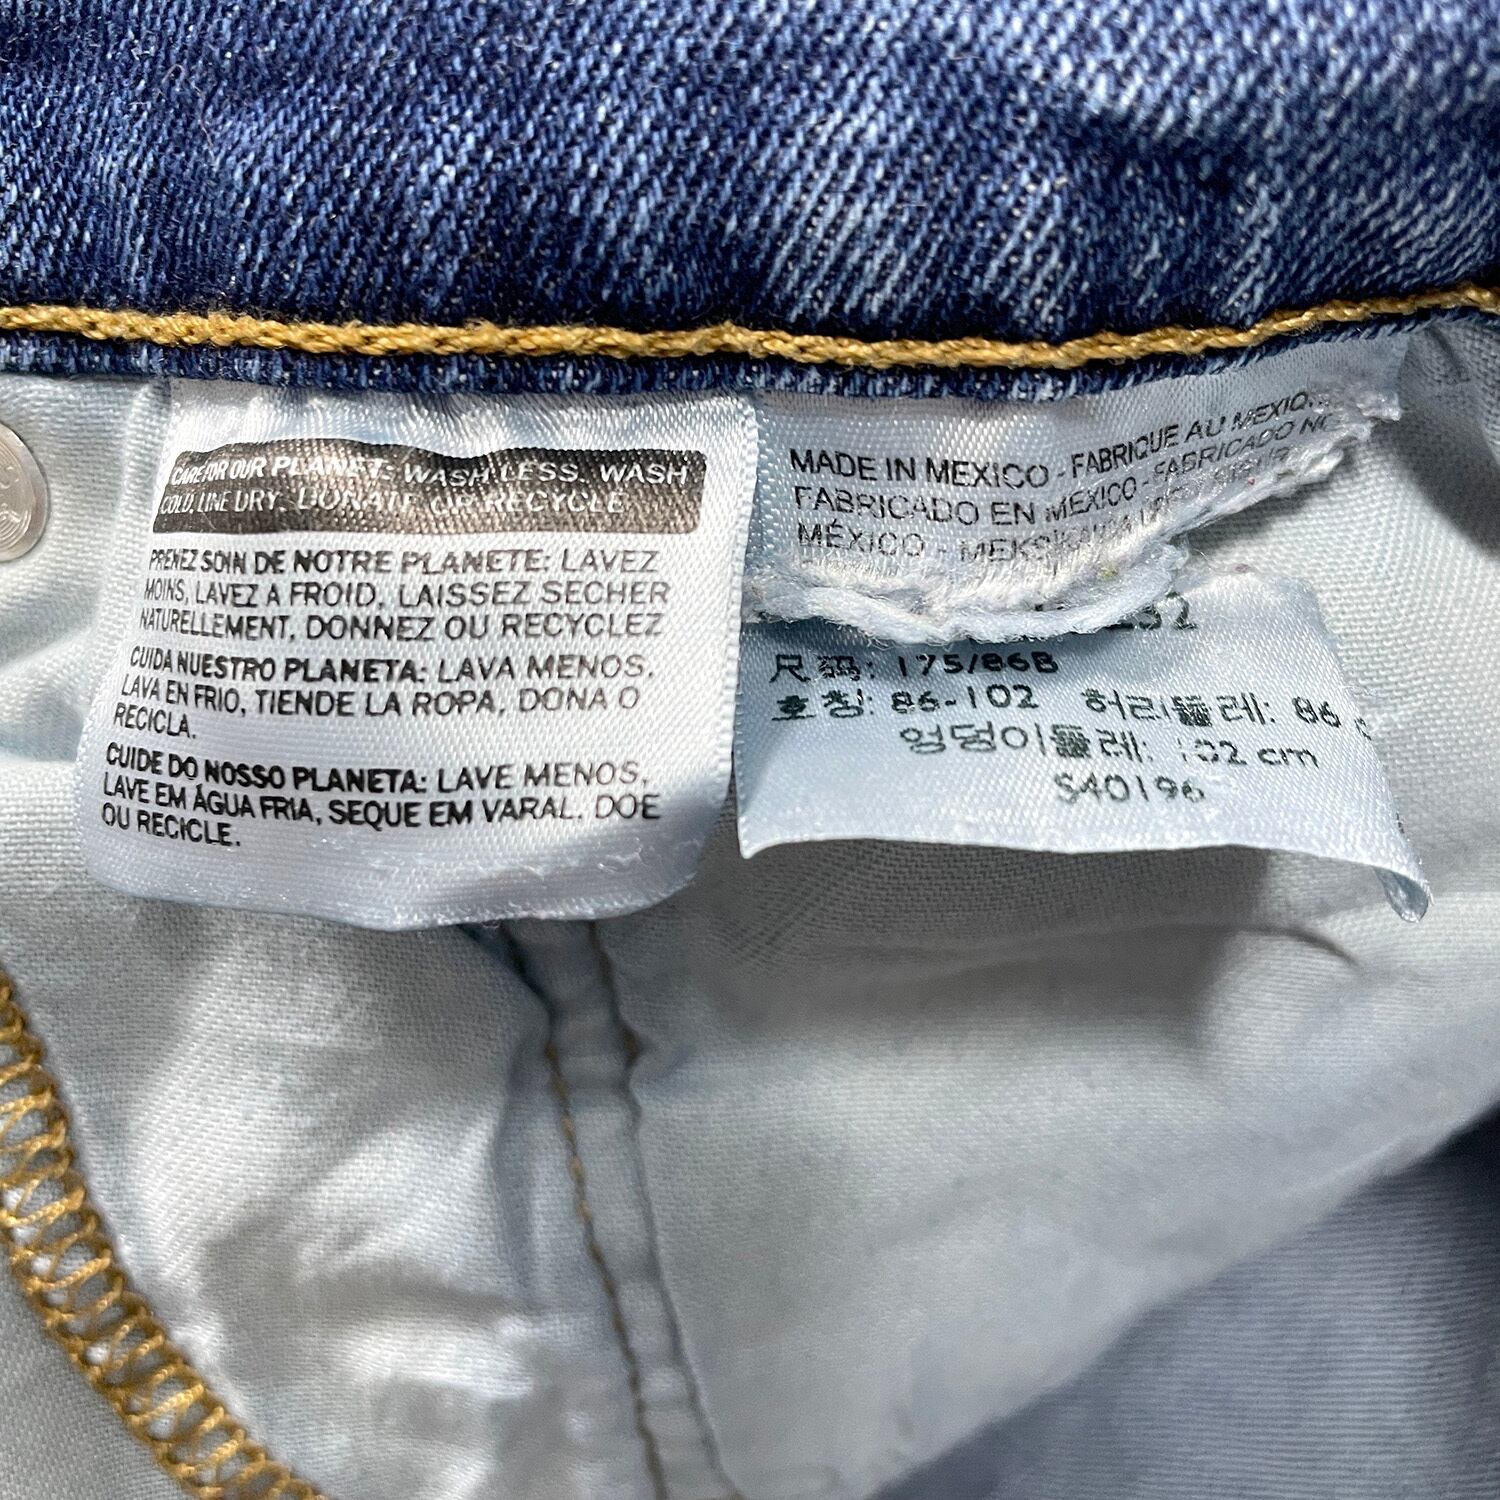 CARE FOR OUR PLANET: WASH LESS, WASH
COLD, LINE DRY, DONATE OR RECYCLE
PRENEZ SOIN DE NOTRE PLANETE: LAVEZ
MOINS, LAVEZ A FROID, LAISSEZ SECHER
NATURELLEMENT, DONNEZ OU RECYCLEZ
CUIDA NUESTRO PLANETA: LAVA MENOS,
LAVA EN FRIO, TIENDE LA ROPA, DONA O
RECICLA.
CUIDE DO NOSSO PLANETA: LAVE MENOS,
LAVE EM ÁGUA FRIA, SEQUE EM VARAL. DOE
OU RECICLE.
MADE IN MEXICO - FABRIQUE AU MEXIQ
FABRICADO EN MEXICO - FABRICADO NO
MÉXICO -
尺码: 175/86B
호칭: 86-102 허리둘레: 86 c
엉덩이둘레: 102 cm
S40196